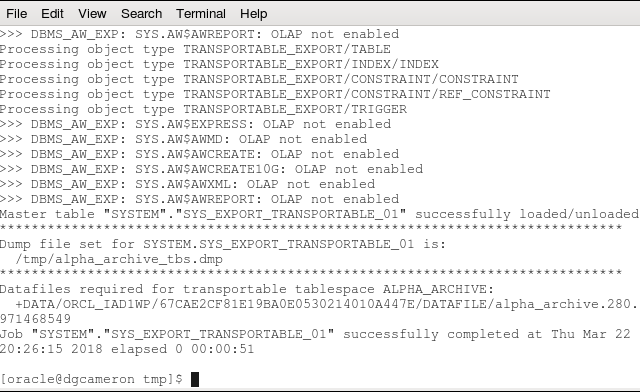 File Edit View Search Terminal Help
>>> DBMS_AW_EXP: SYS.AW$AWREPORT: OLAP not enabled
Processing object type TRANSPORTABLE_EXPORT/TABLE
Processing object type TRANSPORTABLE_EXPORT/INDEX/INDEX
Processing object type TRANSPORTABLE_EXPORT/CONSTRAINT/CONSTRAINT
Processing object type TRANSPORTABLE_EXPORT/CONSTRAINT/REF_CONSTRAINT
Processing object type TRANSPORTABLE_EXPORT/TRIGGER
>>> DBMS_AW_EXP: SYS.AW$EXPRESS: OLAP not enabled
>>> DBMS_AW_EXP: SYS.AW$AWMD: OLAP not enabled
>>> DBMS_AW_EXP: SYS.AW$AWCREATE: OLAP not enabled
>>> DBMS_AW_EXP: SYS.AW$AWCREATE10G: OLAP not enabled
>>> DBMS_AW_EXP: SYS.AW$AWXML: OLAP not enabled
>>> DBMS_AW_EXP: SYS.AW$AWREPORT: OLAP not enabled
Master table "SYSTEM"."SYS_EXPORT_TRANSPORTABLE_01" successfully loaded/unloaded
******************************************************************************
Dump file set for SYSTEM.SYS_EXPORT_TRANSPORTABLE_01 is:
  /tmp/alpha_archive_tbs.dmp
******************************************************************************
Datafiles required for transportable tablespace ALPHA_ARCHIVE:
  +DATA/ORCL_IAD1WP/67CAE2CF81E19BA0E0530214010A447E/DATAFILE/alpha_archive.280.
971468549
Job "SYSTEM"."SYS_EXPORT_TRANSPORTABLE_01" successfully completed at Thu Mar 22
20:26:15 2018 elapsed 0 00:00:51
[oracle@dgcameron tmp]$